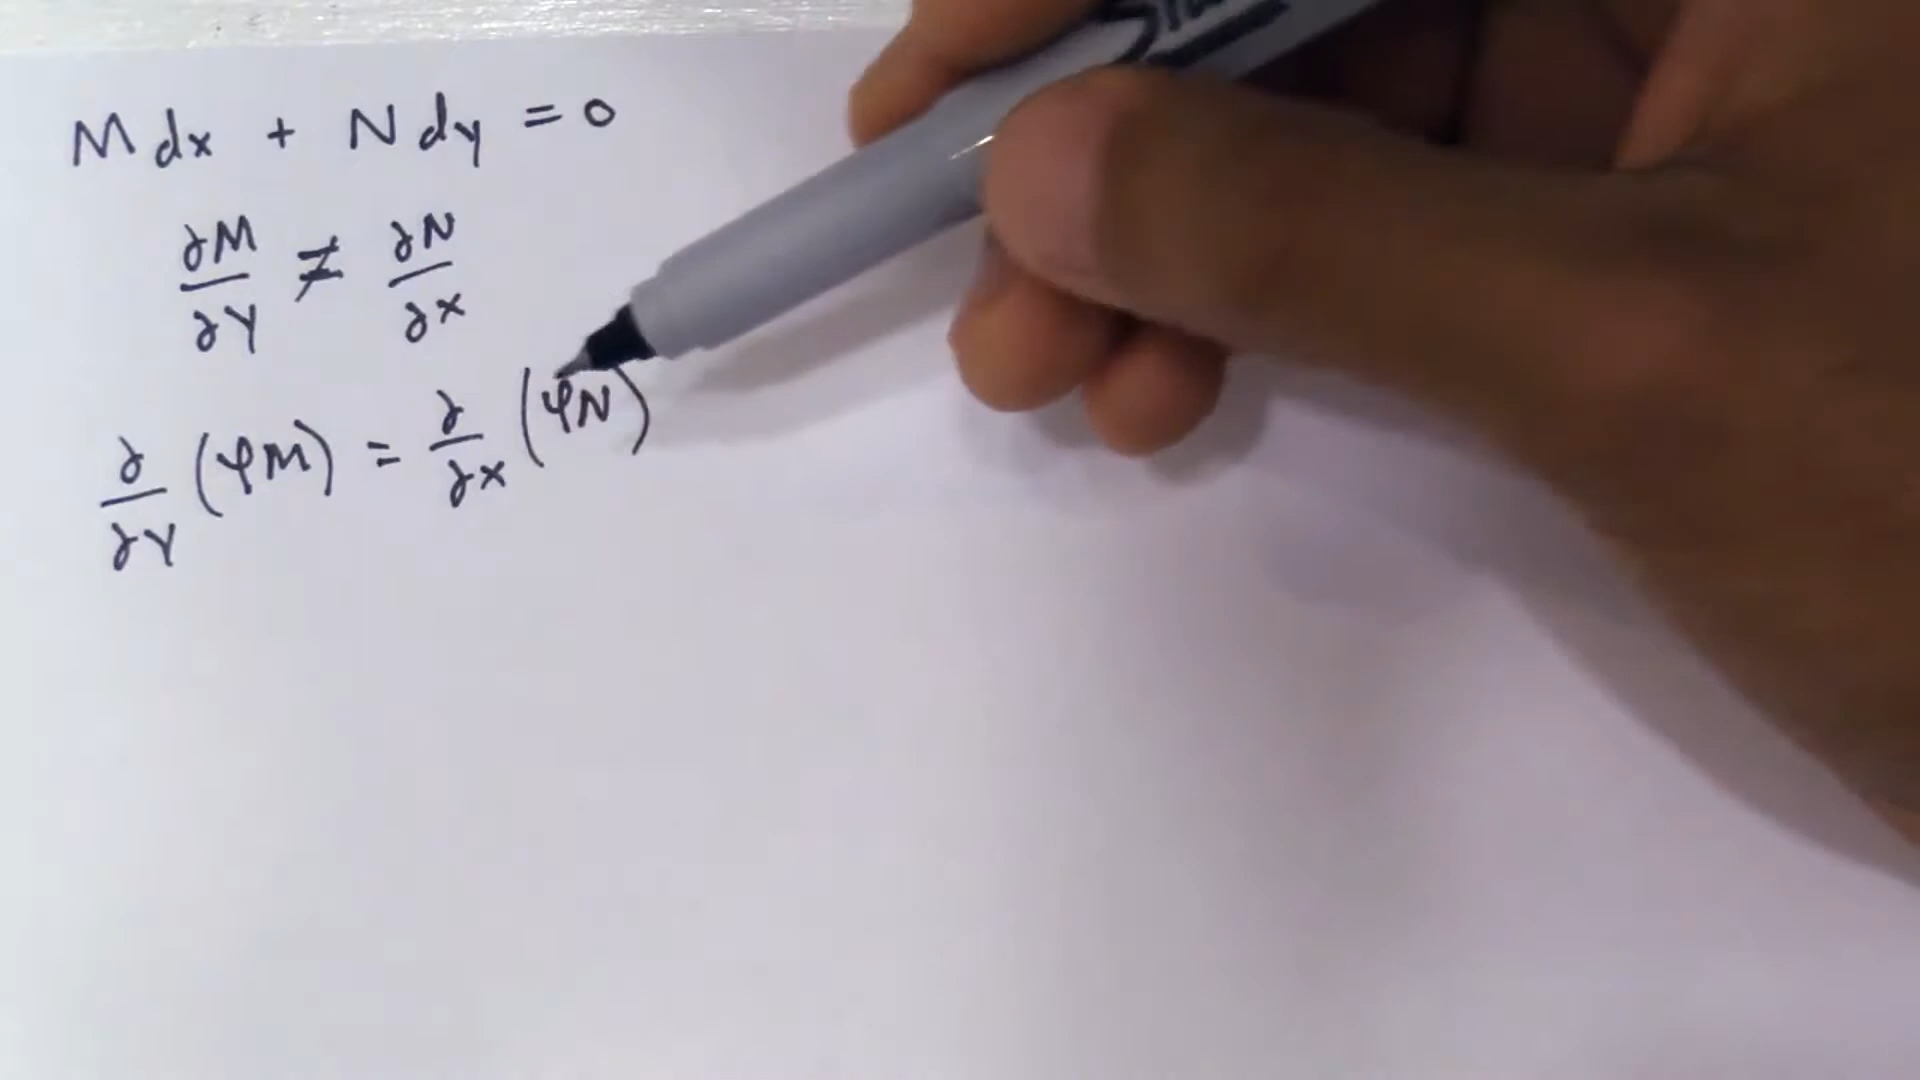 M dx + N dy = 0
∂M/∂y ≠ ∂N/∂x
∂/∂y (φM) = ∂/∂x (φN)